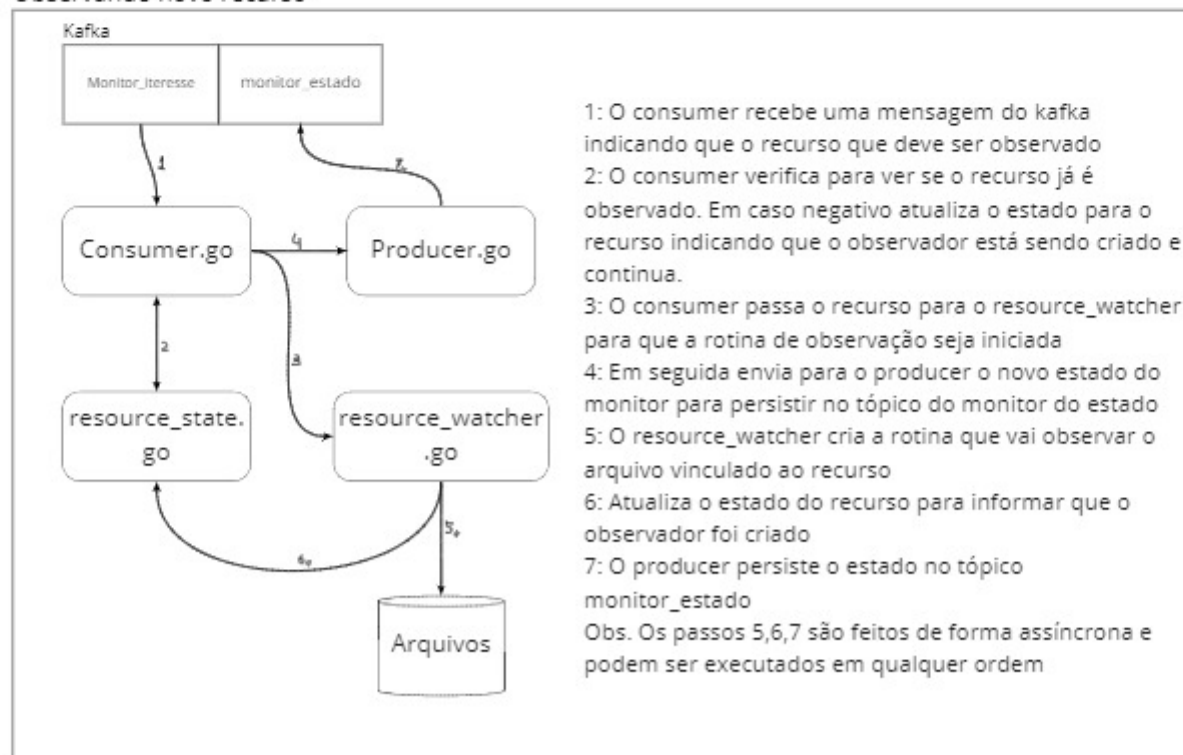 Kafka
Monitor_iteresse
monitor_estado
1
7
Consumer.go
4
Producer.go
2
3
resource_state.
go
resource_watcher
.go
6
5
Arquivos
1: O consumer recebe uma mensagem do kafka
indicando que o recurso que deve ser observado
2: O consumer verifica para ver se o recurso já é
observado. Em caso negativo atualiza o estado para o
recurso indicando que o observador está sendo criado e
continua.
3: O consumer passa o recurso para o resource_watcher
para que a rotina de observação seja iniciada
4: Em seguida envia para o producer o novo estado do
monitor para persistir no tópico do monitor do estado
5: O resource_watcher cria a rotina que vai observar o
arquivo vinculado ao recurso
6: Atualiza o estado do recurso para informar que o
observador foi criado
7: O producer persiste o estado no tópico
monitor_estado
Obs. Os passos 5,6,7 são feitos de forma assíncrona e
podem ser executados em qualquer ordem